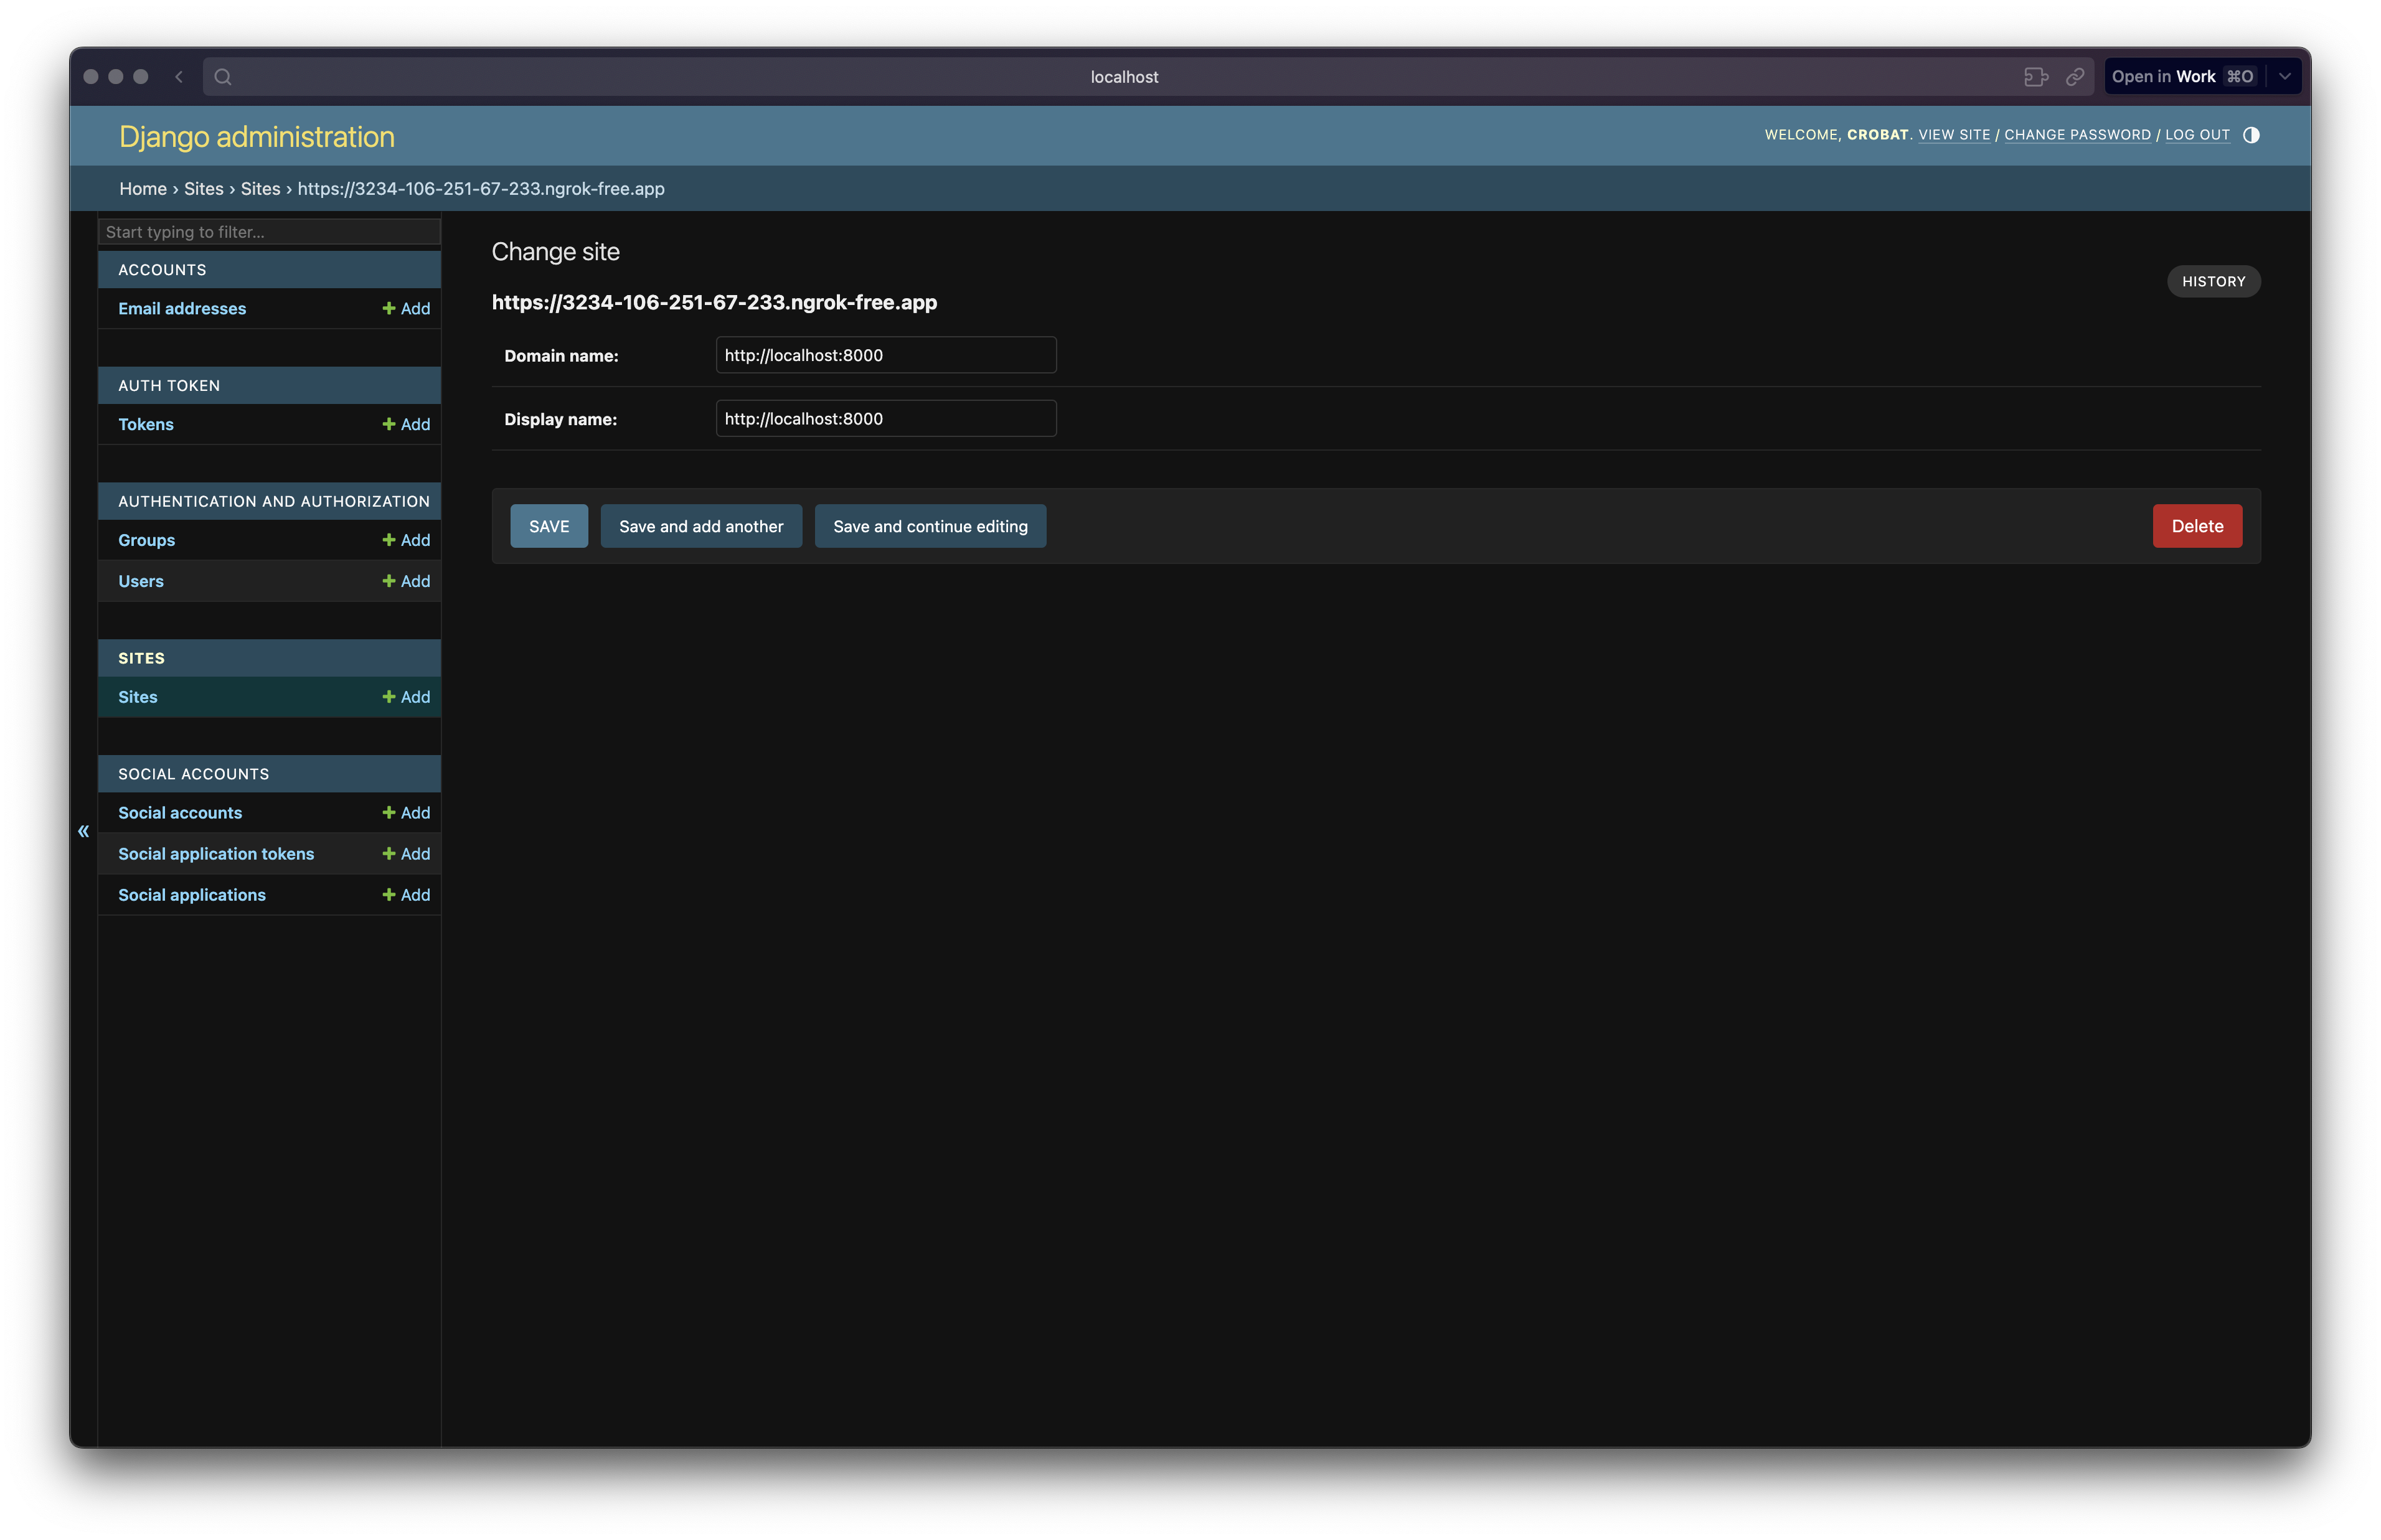 localhost
Open in Work ⌘O
Django administration
WELCOME, CROBAT. VIEW SITE / CHANGE PASSWORD / LOG OUT
Home › Sites › Sites › https://3234-106-251-67-233.ngrok-free.app
Start typing to filter...
ACCOUNTS
Email addresses + Add
AUTH TOKEN
Tokens + Add
AUTHENTICATION AND AUTHORIZATION
Groups + Add
Users + Add
SITES
Sites + Add
SOCIAL ACCOUNTS
Social accounts + Add
Social application tokens + Add
Social applications + Add
«
Change site
HISTORY
https://3234-106-251-67-233.ngrok-free.app
Domain name: http://localhost:8000
Display name: http://localhost:8000
SAVE Save and add another Save and continue editing Delete